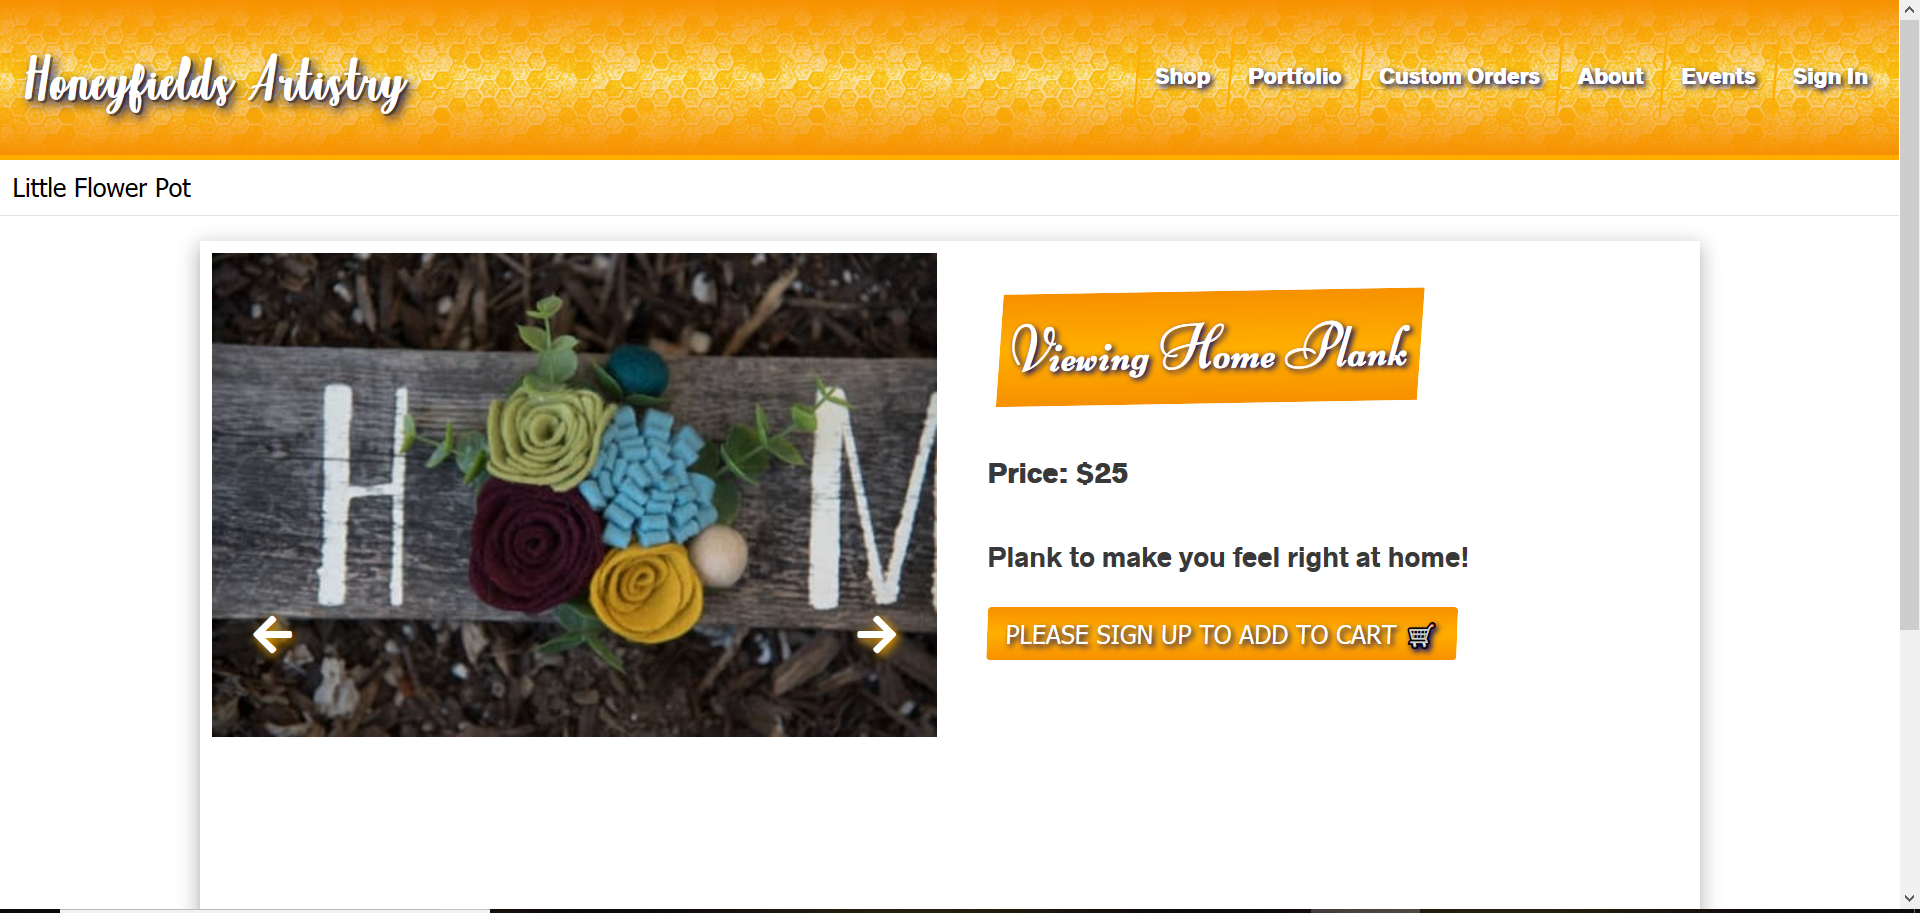 Honeyfields Artistry
Shop Portfolio Custom Orders About Events Sign In
Little Flower Pot
Viewing Home Plank
H M
Price: $25
Plank to make you feel right at home!
PLEASE SIGN UP TO ADD TO CART